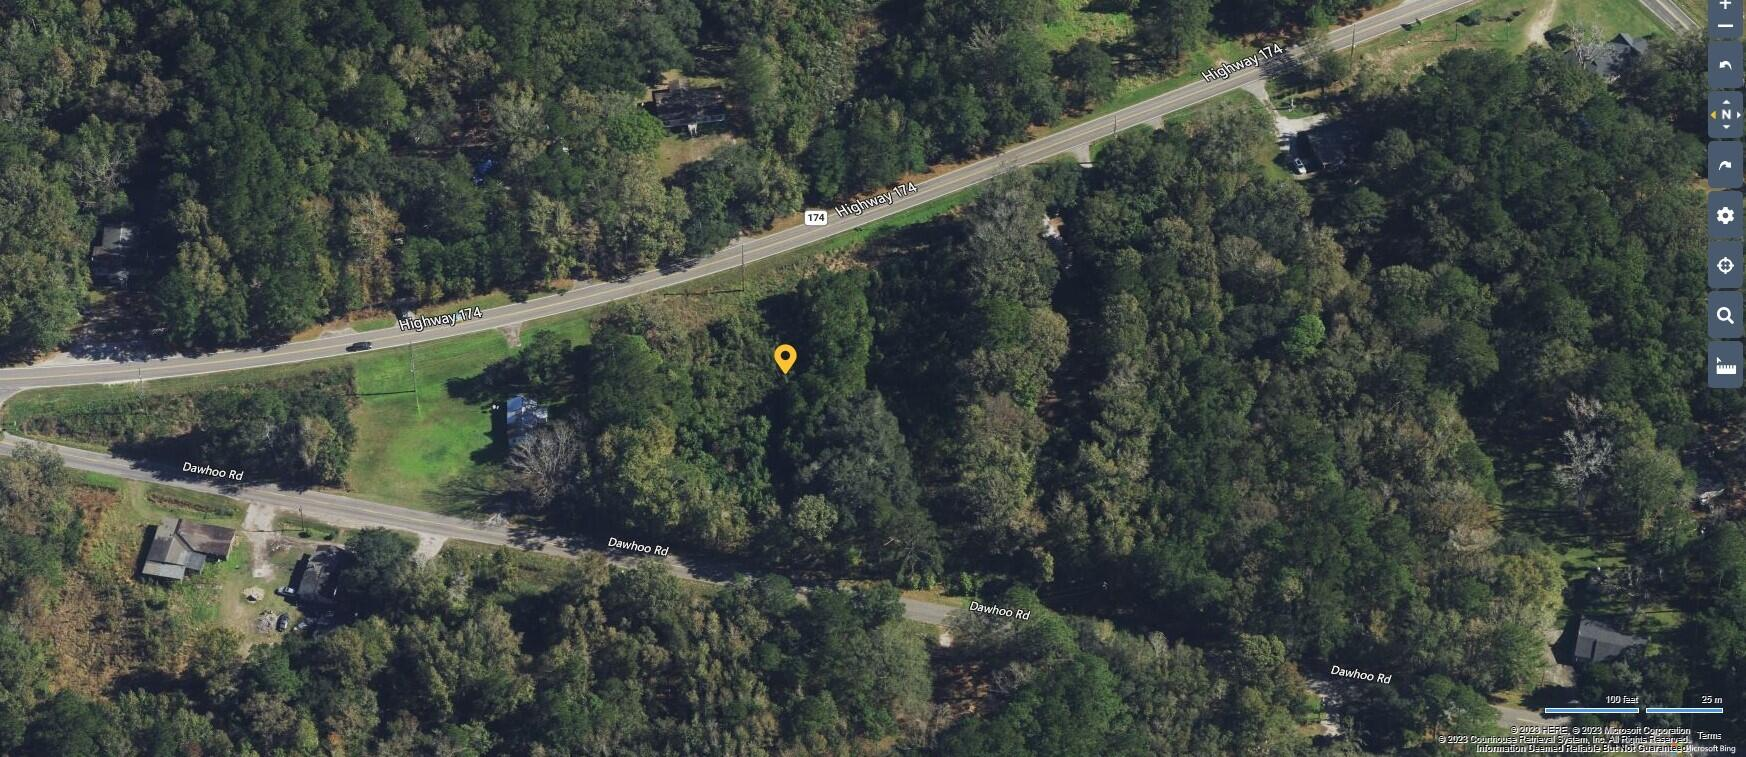 Highway 174
N
174
Highway 174
Highway 174
Dawhoo Rd
Dawhoo Rd
Dawhoo Rd
Dawhoo Rd
100 feet
25 m
© 2023 HERE, © 2023 Microsoft Corporation
Terms
© 2023 Courthouse Retrieval System, Inc. All Rights Reserved.
Information Deemed Reliable But Not Guaranteed.
Microsoft Bing